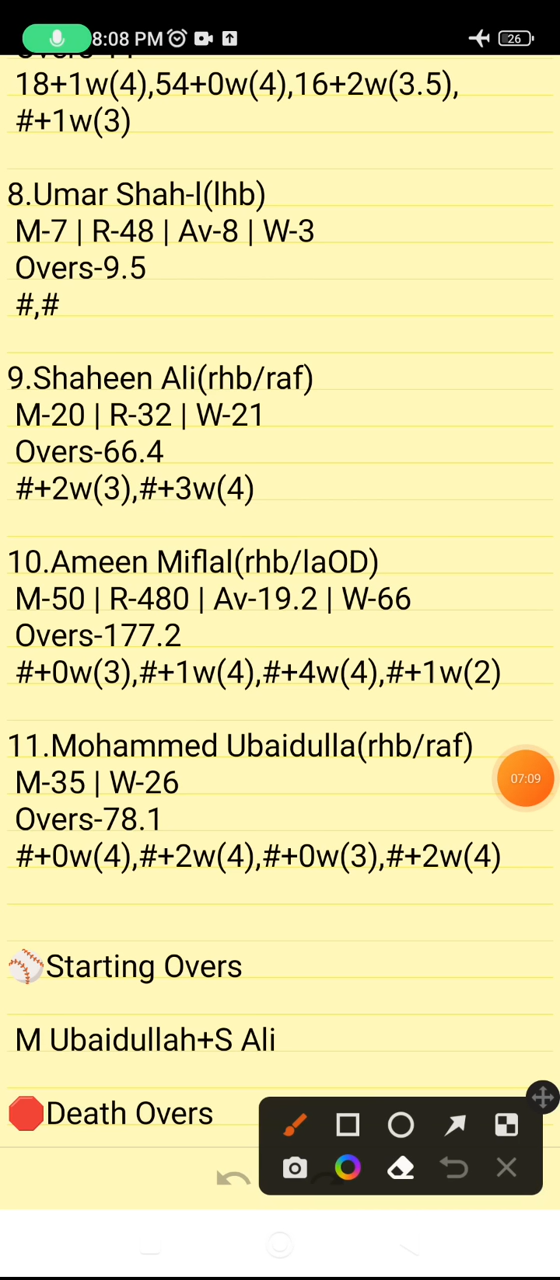 8:08 PM
26
18+1w(4),54+0w(4),16+2w(3.5),
#+1w(3)
8.Umar Shah-l(lhb)
M-7 | R-48 | Av-8 | W-3
Overs-9.5
#,#
9.Shaheen Ali(rhb/raf)
M-20 | R-32 | W-21
Overs-66.4
#+2w(3),#+3w(4)
10.Ameen Miflal(rhb/laOD)
M-50 | R-480 | Av-19.2 | W-66
Overs-177.2
#+0w(3),#+1w(4),#+4w(4),#+1w(2)
11.Mohammed Ubaidulla(rhb/raf)
M-35 | W-26
07:09
Overs-78.1
#+0w(4),#+2w(4),#+0w(3),#+2w(4)
⚾Starting Overs
M Ubaidullah+S Ali
🛑Death Overs